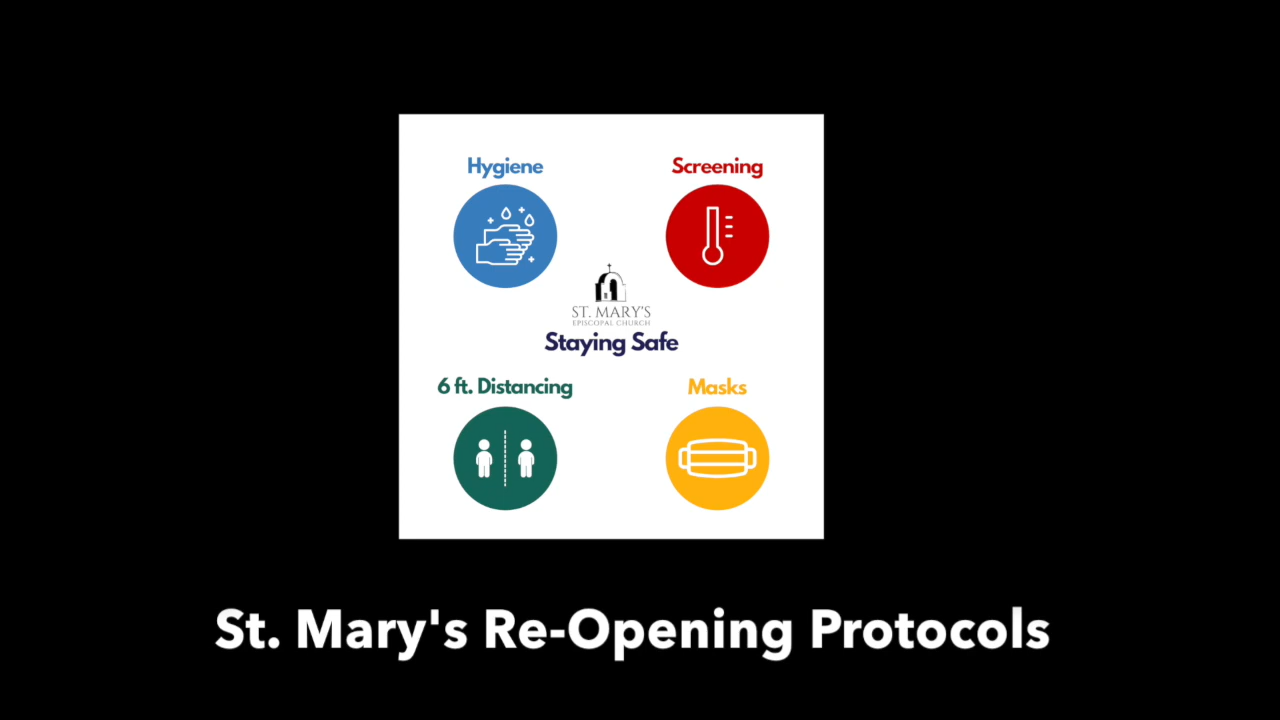 Hygiene
Screening
ST. MARY'S
EPISCOPAL CHURCH
Staying Safe
6 ft. Distancing
Masks
St. Mary's Re-Opening Protocols